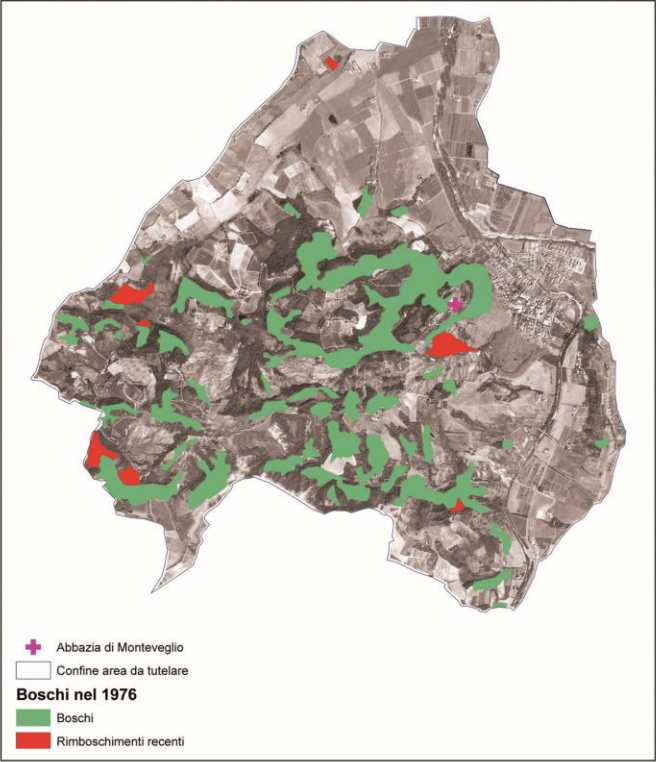 Abbazia di Monteveglio
Confine area da tutelare
Boschi nel 1976
Boschi
Rimboschimenti recenti